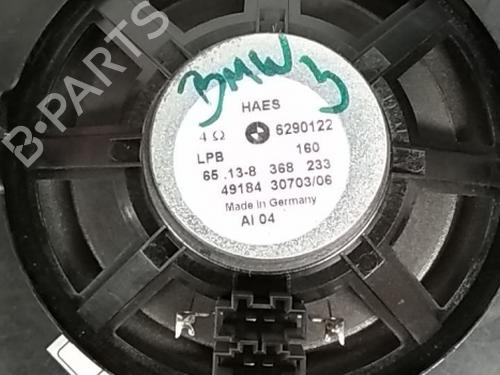 BMW 3
HAES
4 Ω 6290122
LPB 160
65 .13-8 368 233
49184 30703/06
Made in Germany
AI 04